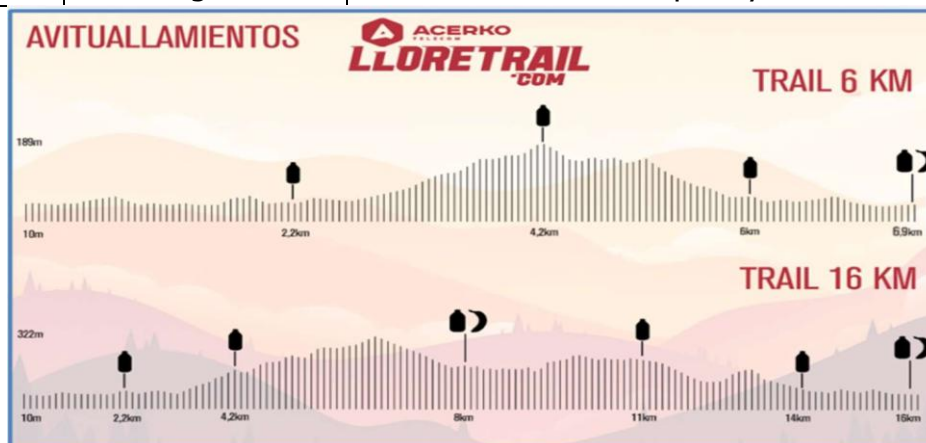 AVITUALLAMIENTOS
ACERKO
TELECOM
LLORETRAIL
.COM
TRAIL 6 KM
189m
10m 2,2km 4,2km 6km 6,9km
TRAIL 16 KM
322m
10m 2,2km 4,2km 8km 11km 14km 16km